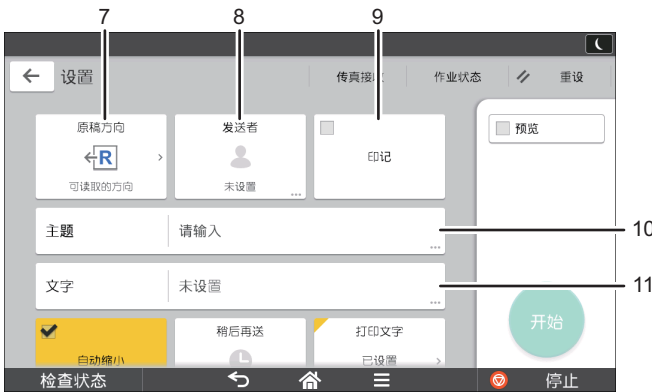 7 8 9
设置 传真接收 作业状态 重设
原稿方向 发送者 预览
R 印记
可读取的方向 未设置
主题 请输入 10
文字 未设置 11
稍后再送 打印文字 开始
自动缩小 已设置
检查状态 停止